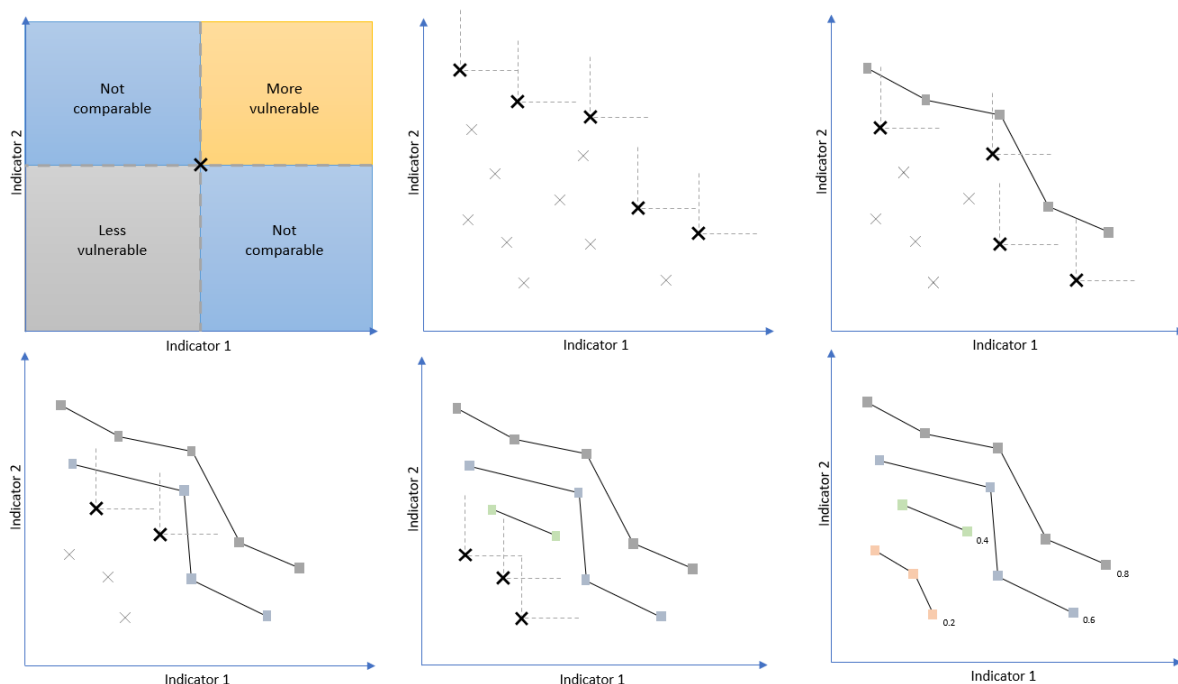 Indicator 2
Not
comparable
More
vulnerable
Less
vulnerable
Not
comparable
Indicator 1
Indicator 2
Indicator 1
Indicator 2
Indicator 1
Indicator 2
Indicator 1
Indicator 2
Indicator 1
Indicator 2
0.4
0.8
0.6
0.2
Indicator 1